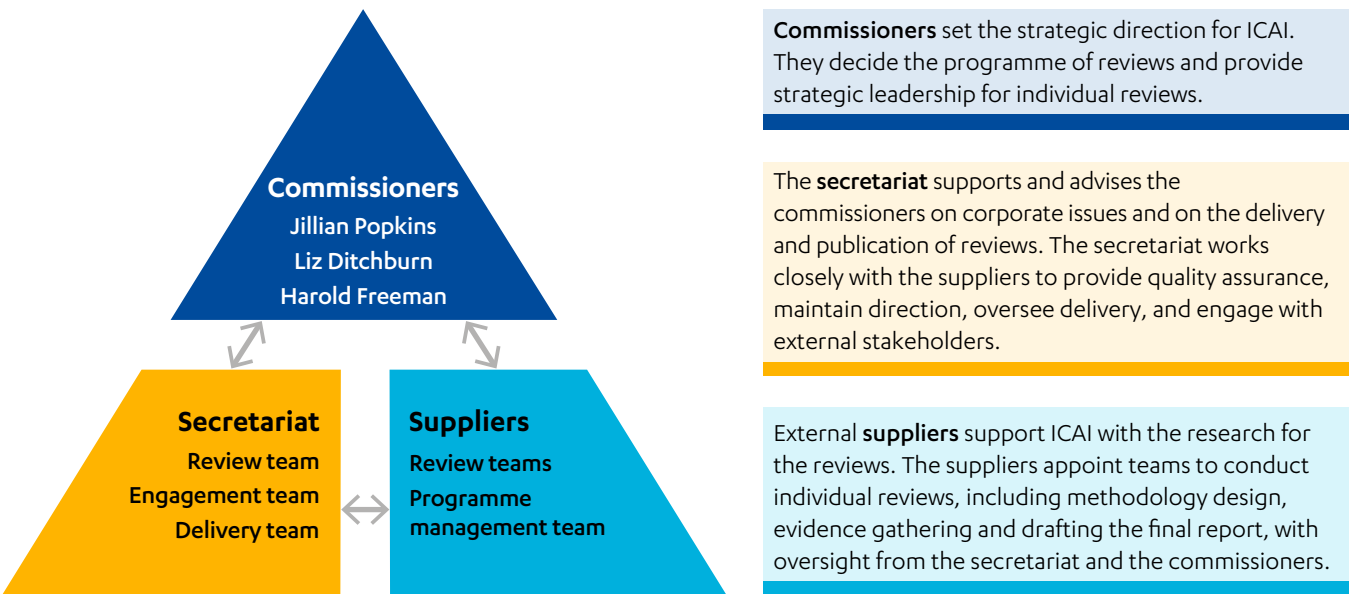 Commissioners
Jillian Popkins
Liz Ditchburn
Harold Freeman
Secretariat
Review team
Engagement team
Delivery team
Suppliers
Review teams
Programme
management team
Commissioners set the strategic direction for ICAI.
They decide the programme of reviews and provide
strategic leadership for individual reviews.
The secretariat supports and advises the
commissioners on corporate issues and on the delivery
and publication of reviews. The secretariat works
closely with the suppliers to provide quality assurance,
maintain direction, oversee delivery, and engage with
external stakeholders.
External suppliers support ICAI with the research for
the reviews. The suppliers appoint teams to conduct
individual reviews, including methodology design,
evidence gathering and drafting the final report, with
oversight from the secretariat and the commissioners.